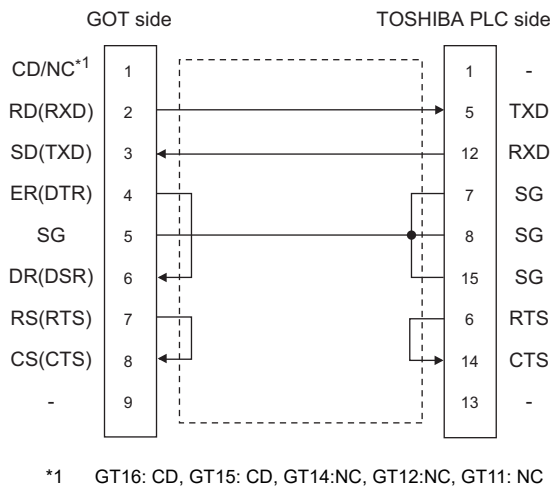 GOT side TOSHIBA PLC side
CD/NC*1 1 1 -
RD(RXD) 2 5 TXD
SD(TXD) 3 12 RXD
ER(DTR) 4 7 SG
SG 5 8 SG
DR(DSR) 6 15 SG
RS(RTS) 7 6 RTS
CS(CTS) 8 14 CTS
- 9 13 -
*1 GT16: CD, GT15: CD, GT14:NC, GT12:NC, GT11: NC